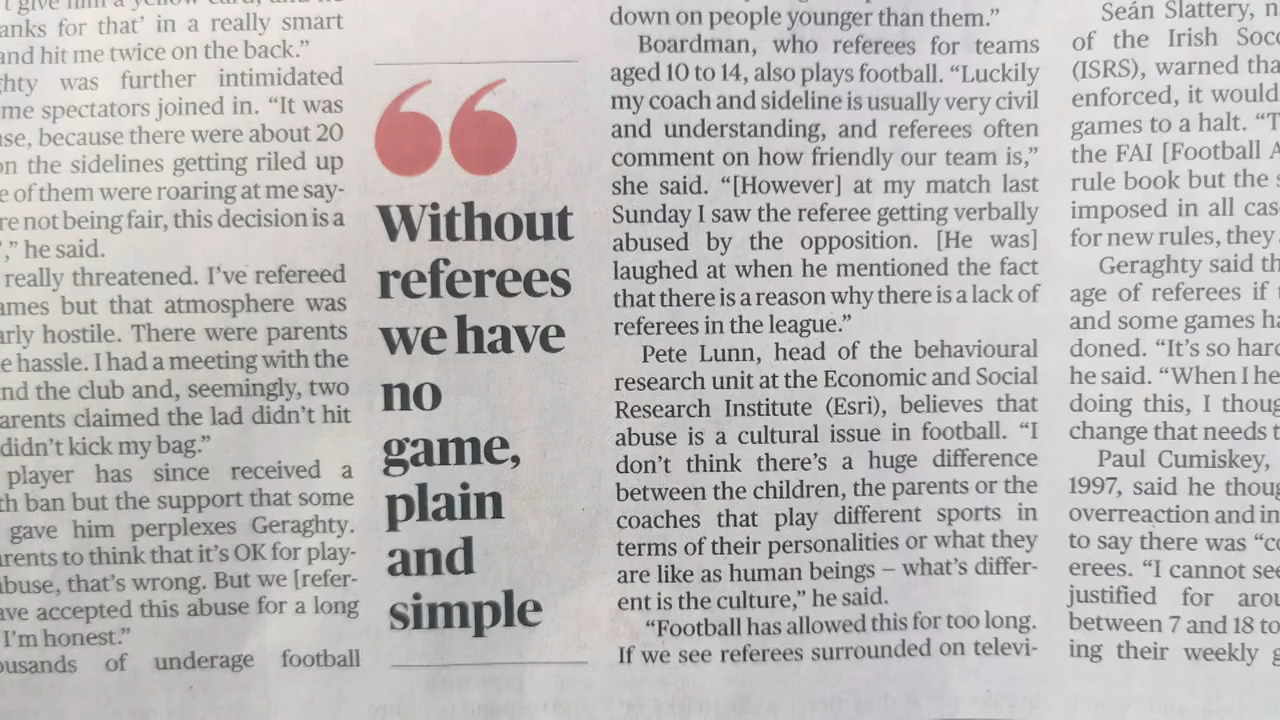 anks for that’ in a really smart
and hit me twice on the back.”
ghty was further intimidated
me spectators joined in. “It was
se, because there were about 20
on the sidelines getting riled up
e of them were roaring at me say-
re not being fair, this decision is a
,” he said.
really threatened. I’ve refereed
ames but that atmosphere was
arly hostile. There were parents
e hassle. I had a meeting with the
nd the club and, seemingly, two
arents claimed the lad didn’t hit
didn’t kick my bag.”
player has since received a
th ban but the support that some
gave him perplexes Geraghty.
arents to think that it’s OK for play-
abuse, that’s wrong. But we [refer-
ave accepted this abuse for a long
I’m honest.”
ousands of underage football
“
Without
referees
we have
no
game,
plain
and
simple
down on people younger than them.”
Boardman, who referees for teams
aged 10 to 14, also plays football. “Luckily
my coach and sideline is usually very civil
and understanding, and referees often
comment on how friendly our team is,”
she said. “[However] at my match last
Sunday I saw the referee getting verbally
abused by the opposition. [He was]
laughed at when he mentioned the fact
that there is a reason why there is a lack of
referees in the league.”
Pete Lunn, head of the behavioural
research unit at the Economic and Social
Research Institute (Esri), believes that
abuse is a cultural issue in football. “I
don’t think there’s a huge difference
between the children, the parents or the
coaches that play different sports in
terms of their personalities or what they
are like as human beings – what’s differ-
ent is the culture,” he said.
“Football has allowed this for too long.
If we see referees surrounded on televi-
Seán Slattery, n
of the Irish Socc
(ISRS), warned tha
enforced, it would
games to a halt. “T
the FAI [Football A
rule book but the s
imposed in all cas
for new rules, they
Geraghty said th
age of referees if
and some games ha
doned. “It’s so hard
he said. “When I he
doing this, I thoug
change that needs t
Paul Cumiskey,
1997, said he thoug
overreaction and in
to say there was “co
erees. “I cannot see
justified for arou
between 7 and 18 to
ing their weekly g